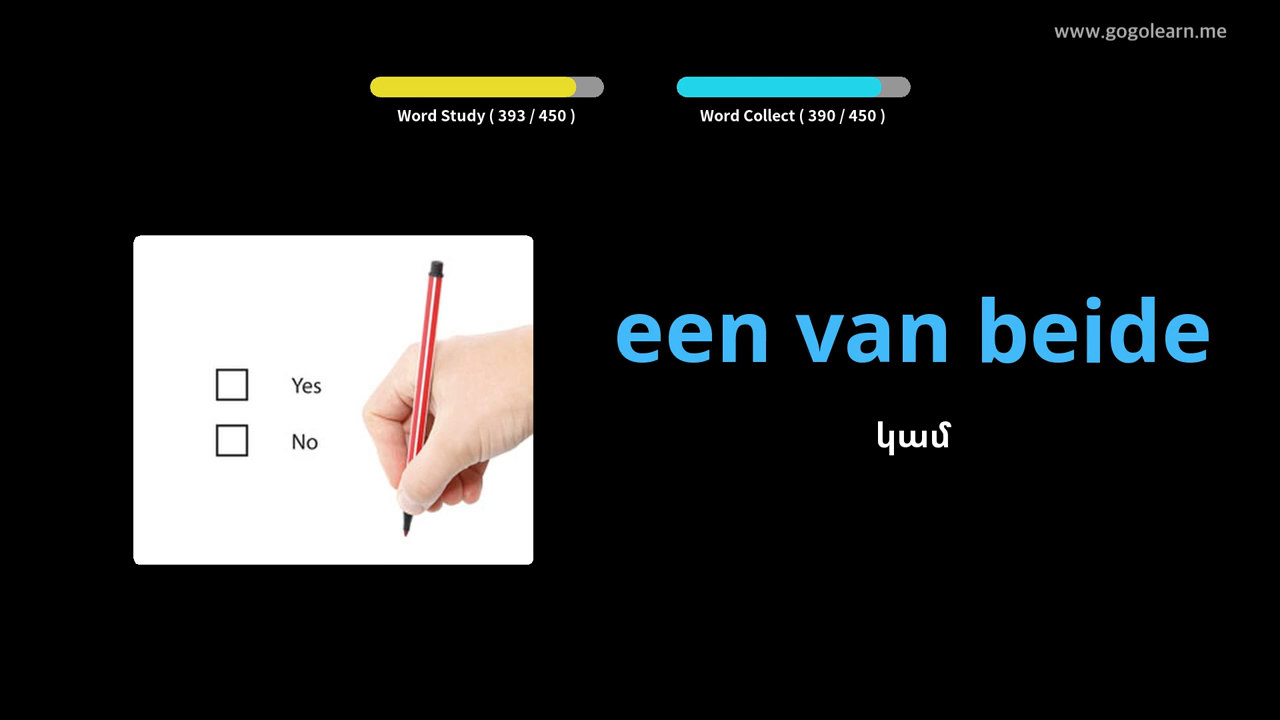 www.gogolearn.me
Word Study ( 393 / 450 )
Word Collect ( 390 / 450 )
Yes
No
een van beide
կամ